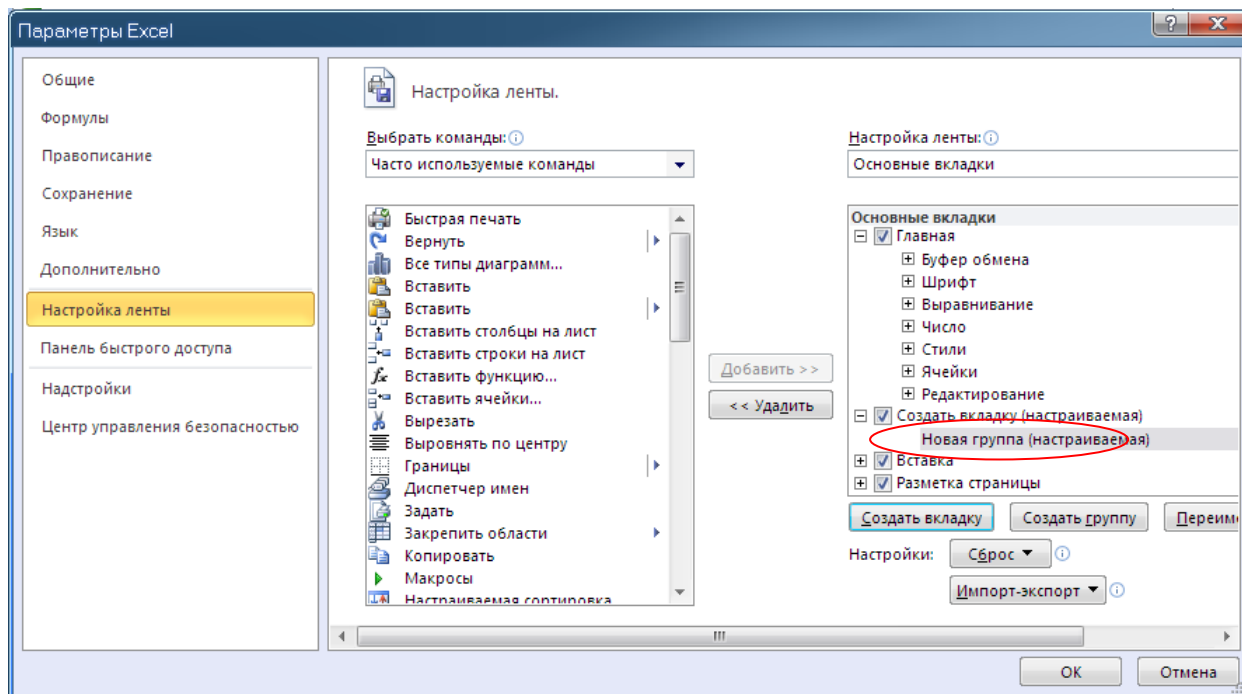 Параметры Excel
Общие
Формулы
Правописание
Сохранение
Язык
Дополнительно
Настройка ленты
Панель быстрого доступа
Надстройки
Центр управления безопасностью
Настройка ленты.
Выбрать команды:
Часто используемые команды
Быстрая печать
Вернуть
Все типы диаграмм...
Вставить
Вставить
Вставить столбцы на лист
Вставить строки на лист
Вставить функцию...
Вставить ячейки...
Вырезать
Выровнять по центру
Границы
Диспетчер имен
Задать
Закрепить области
Копировать
Макросы
Настраиваемая сортировка
Добавить >>
<< Удалить
Настройка ленты:
Основные вкладки
Основные вкладки
Главная
Буфер обмена
Шрифт
Выравнивание
Число
Стили
Ячейки
Редактирование
Создать вкладку (настраиваемая)
Новая группа (настраиваемая)
Вставка
Разметка страницы
Создать вкладку
Создать группу
Переим
Настройки:
Сброс
Импорт-экспорт
ОК
Отмена